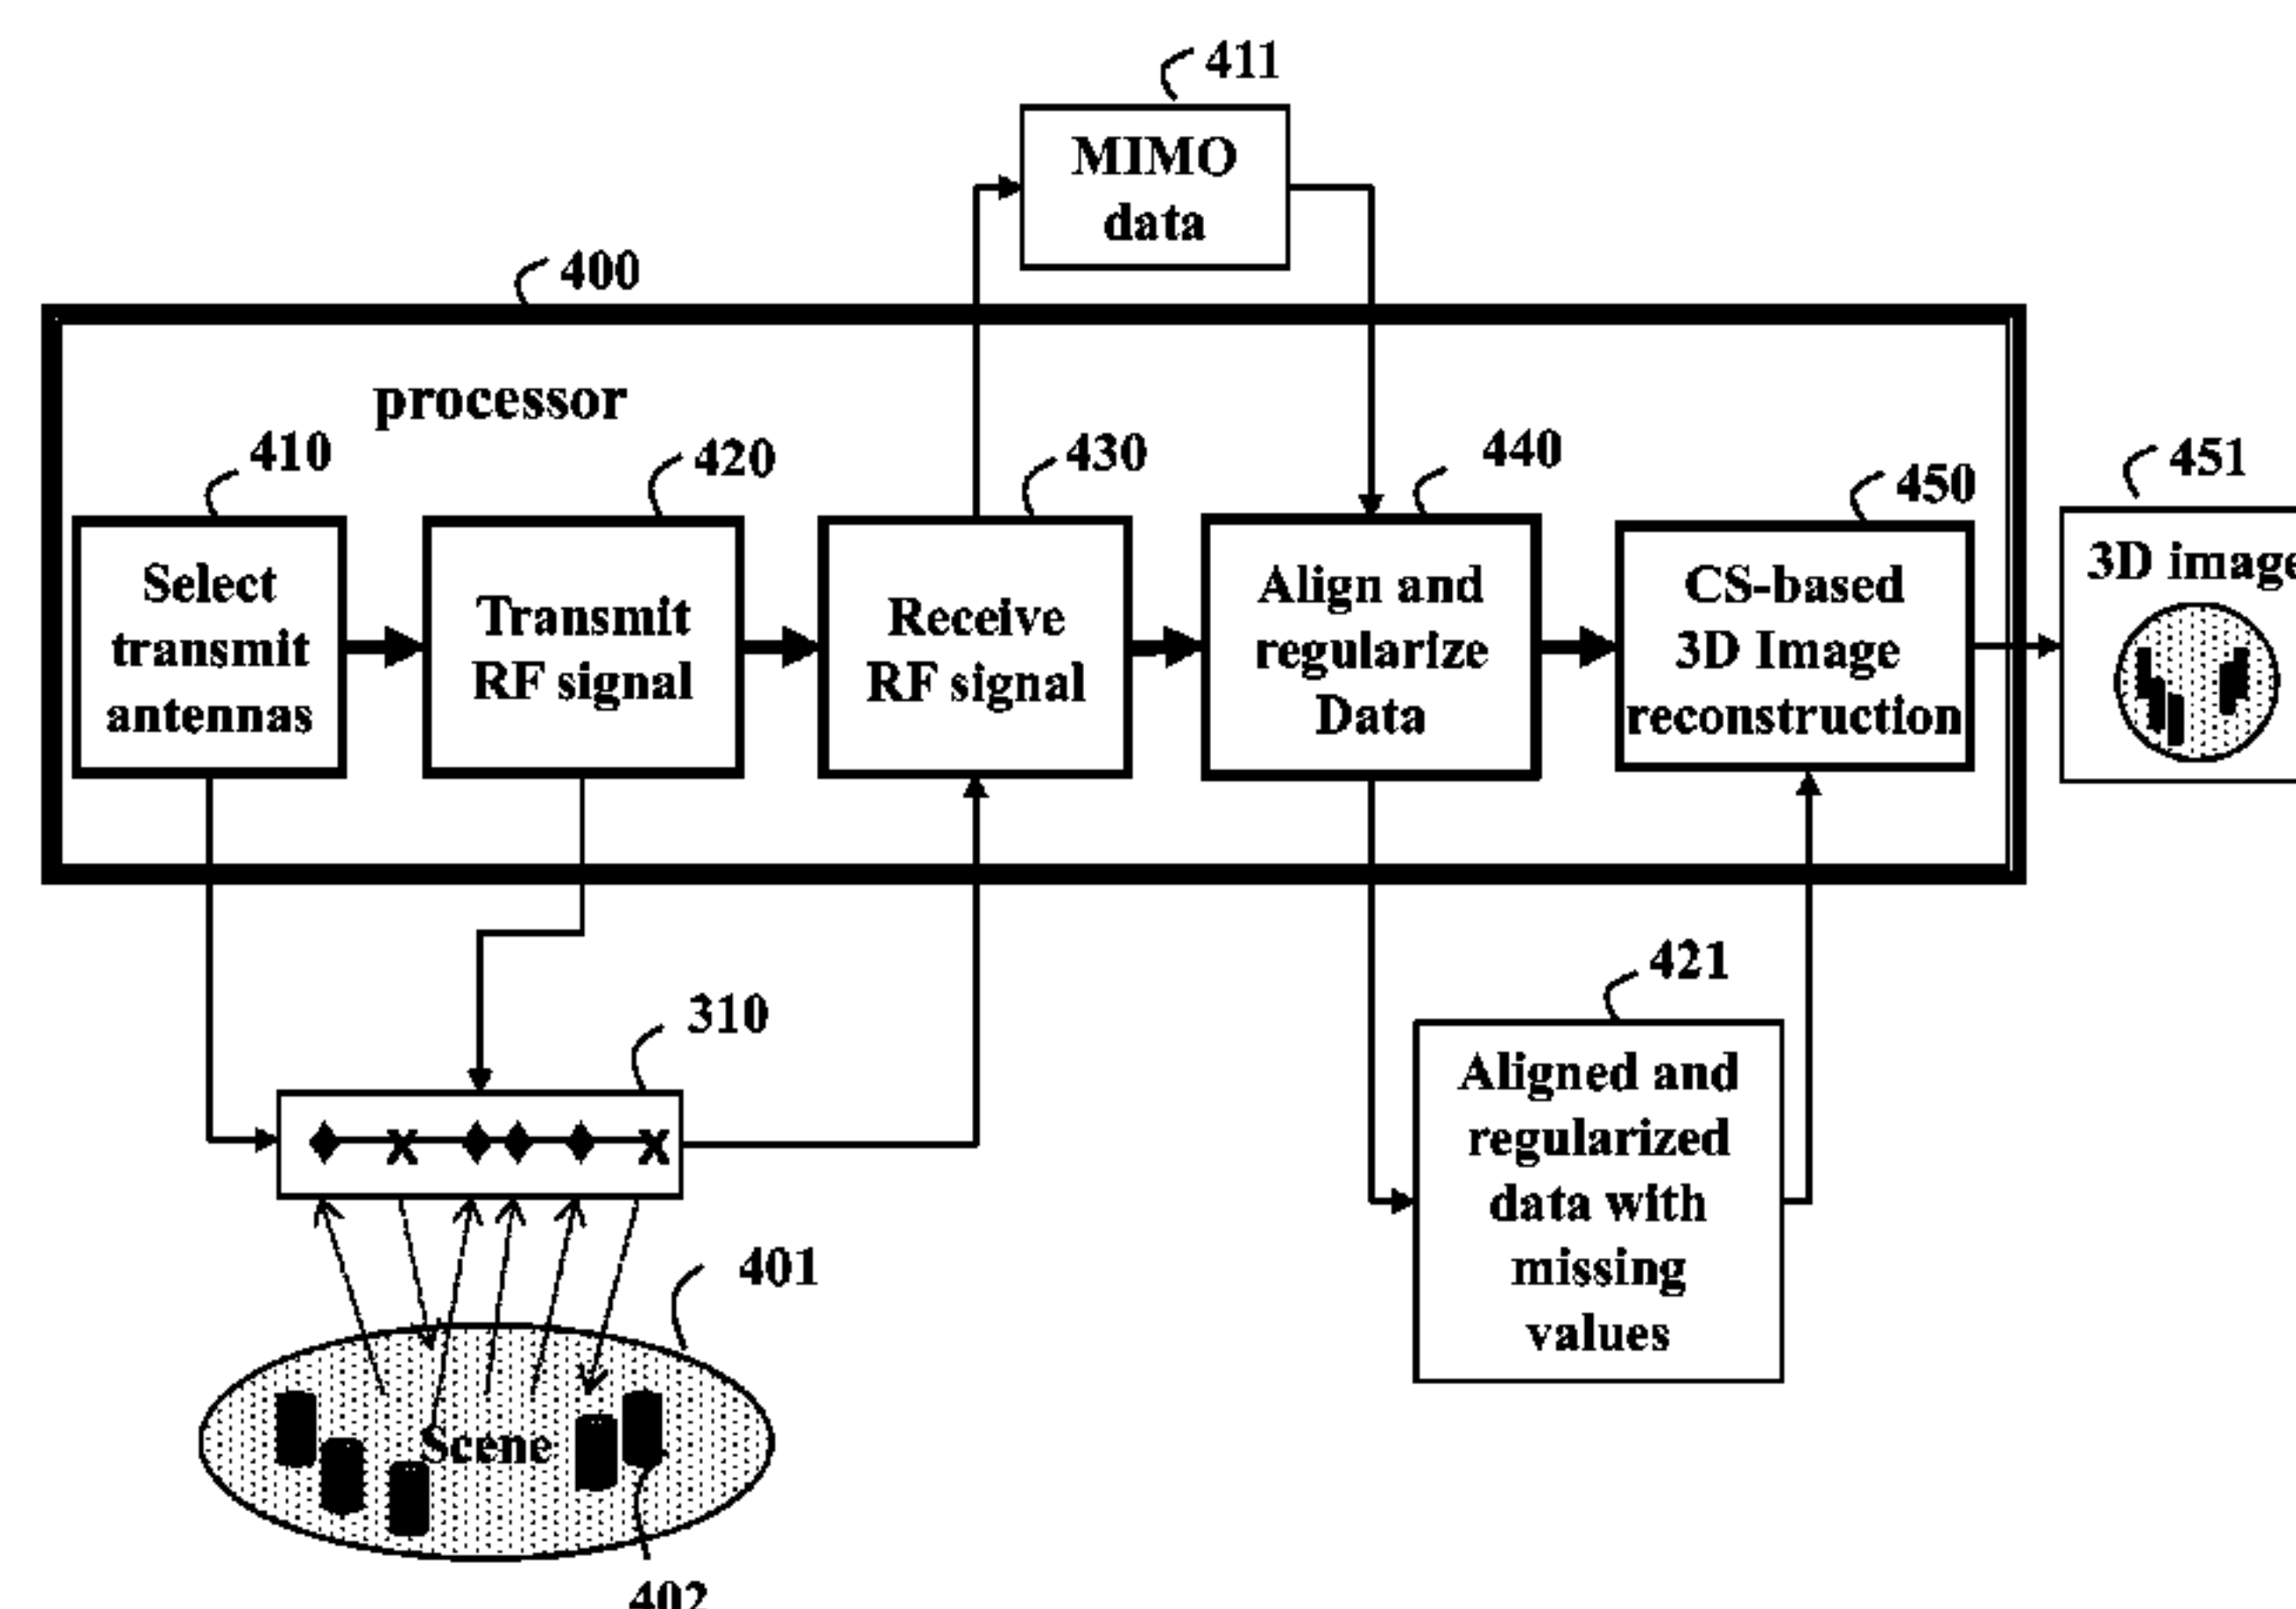 411
MIMO
data
400
processor
410
420
430
440
450
451
Select
transmit
antennas
Transmit
RF signal
Receive
RF signal
Align and
regularize
Data
CS-based
3D Image
reconstruction
3D image
310
421
Aligned and
regularized
data with
missing
values
401
Scene
402